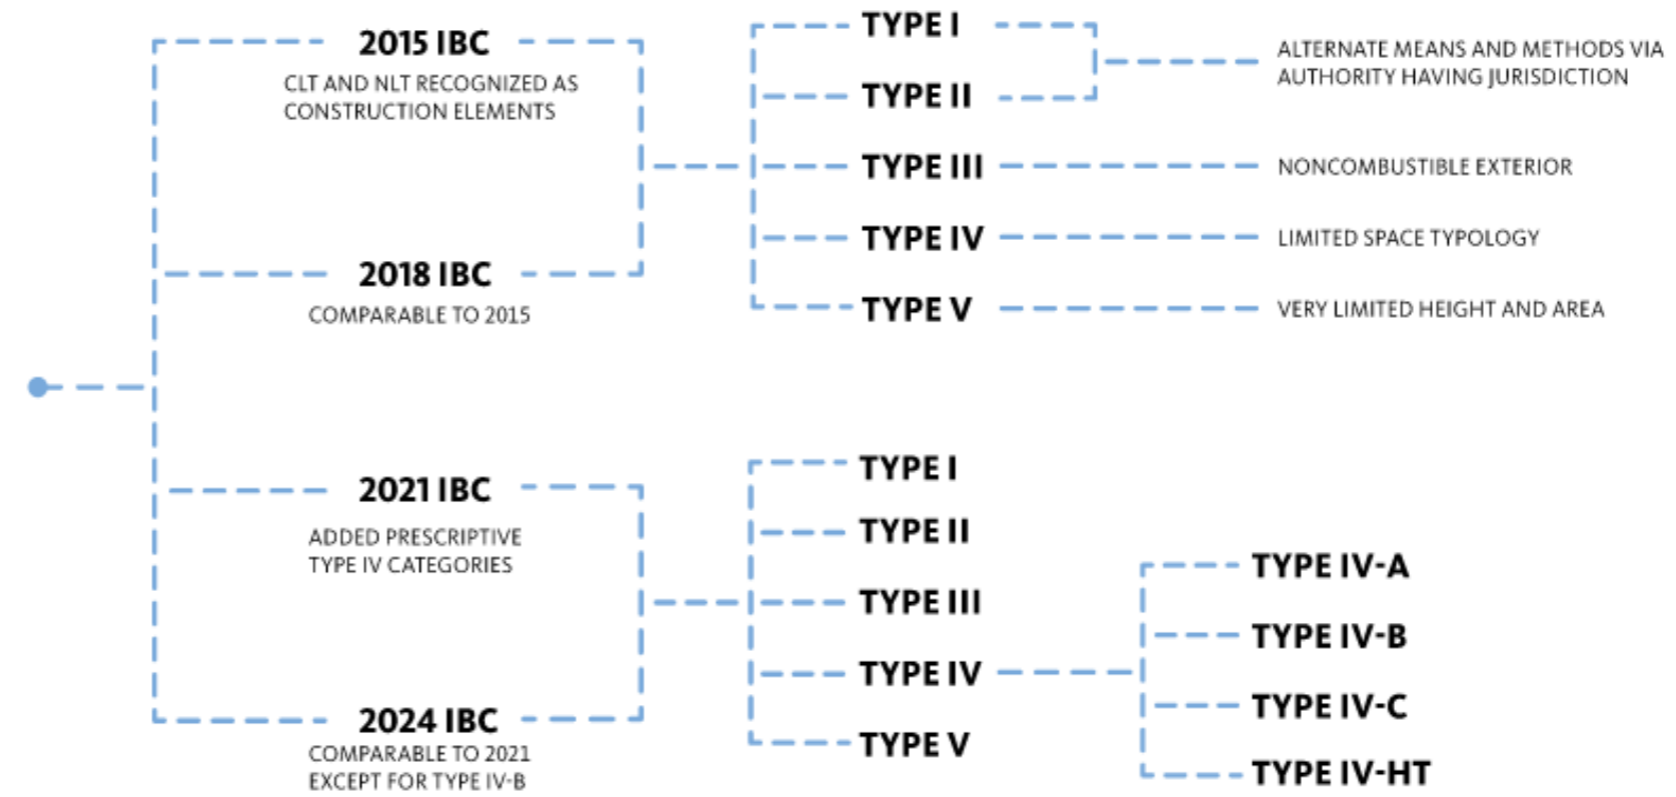 2015 IBC
CLT AND NLT RECOGNIZED AS
CONSTRUCTION ELEMENTS
2018 IBC
COMPARABLE TO 2015
TYPE I
TYPE II
ALTERNATE MEANS AND METHODS VIA
AUTHORITY HAVING JURISDICTION
TYPE III
NONCOMBUSTIBLE EXTERIOR
TYPE IV
LIMITED SPACE TYPOLOGY
TYPE V
VERY LIMITED HEIGHT AND AREA
2021 IBC
ADDED PRESCRIPTIVE
TYPE IV CATEGORIES
2024 IBC
COMPARABLE TO 2021
EXCEPT FOR TYPE IV-B
TYPE I
TYPE II
TYPE III
TYPE IV
TYPE V
TYPE IV-A
TYPE IV-B
TYPE IV-C
TYPE IV-HT